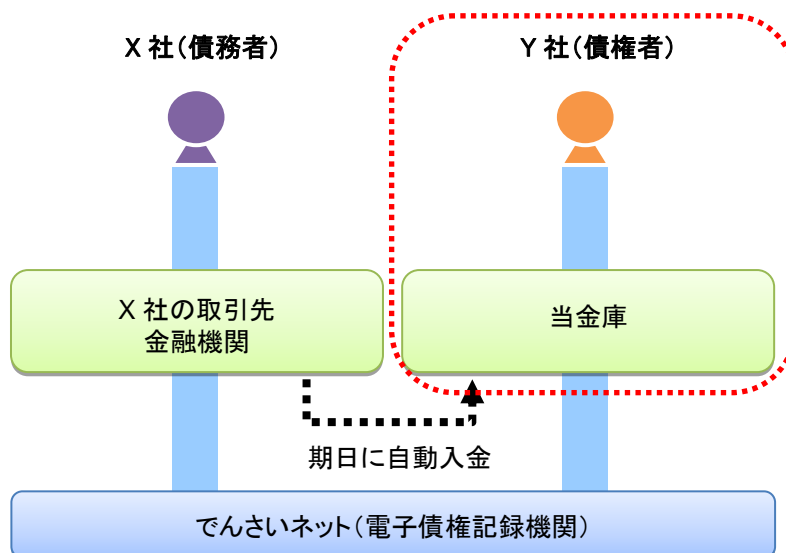 X 社(債務者)
Y 社(債権者)
X 社の取引先
金融機関
当金庫
期日に自動入金
でんさいネット(電子債権記録機関)